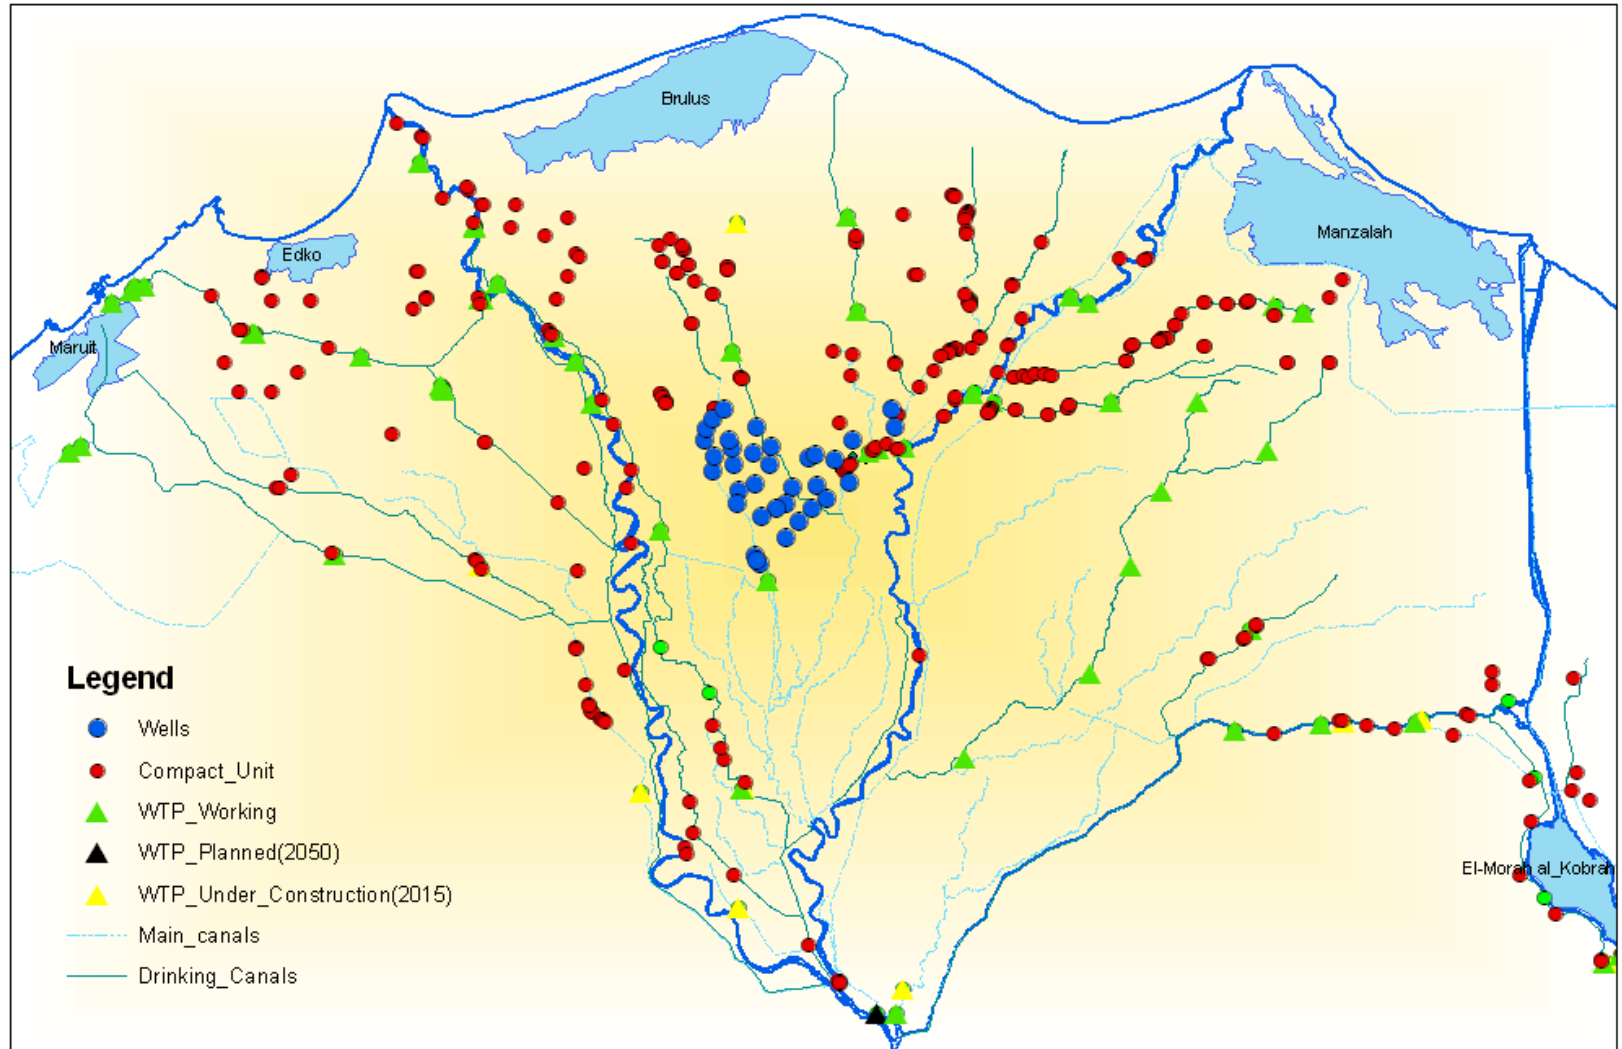 Brulus
Manzalah
Edko
Maruit
Legend
Wells
Compact_Unit
WTP_Working
WTP_Planned(2050)
WTP_Under_Construction(2015)
Main_canals
Drinking_Canals
El-Morah al_Kobrah